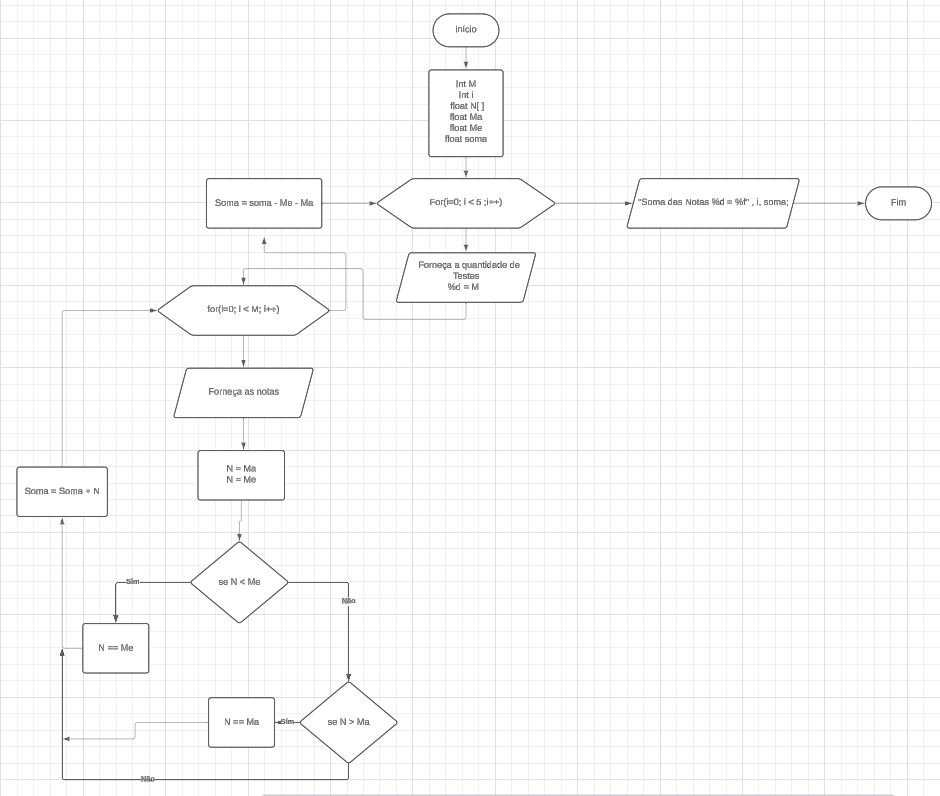 Início
Int M
Int i
float N[ ]
float Ma
float Me
float soma
Soma = soma - Me - Ma
For(i=0; i < 5 ;i++)
"Soma das Notas %d = %f" , i, soma;
Fim
Forneça a quantidade de
Testes
%d = M
for(i=0; i < M; i++)
Forneça as notas
N = Ma
N = Me
Soma = Soma + N
se N < Me
Sim
Não
N == Me
N == Ma
Sim
se N > Ma
Não